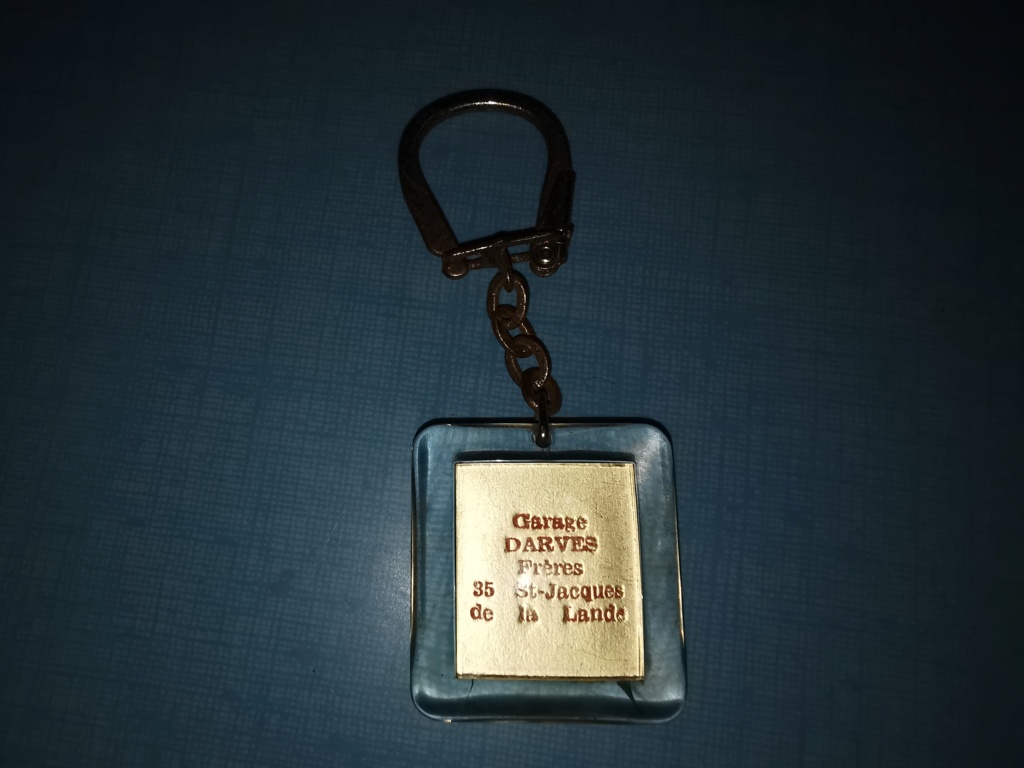 Garage
DARVES
Frères
35 St-Jacques
de la Lande